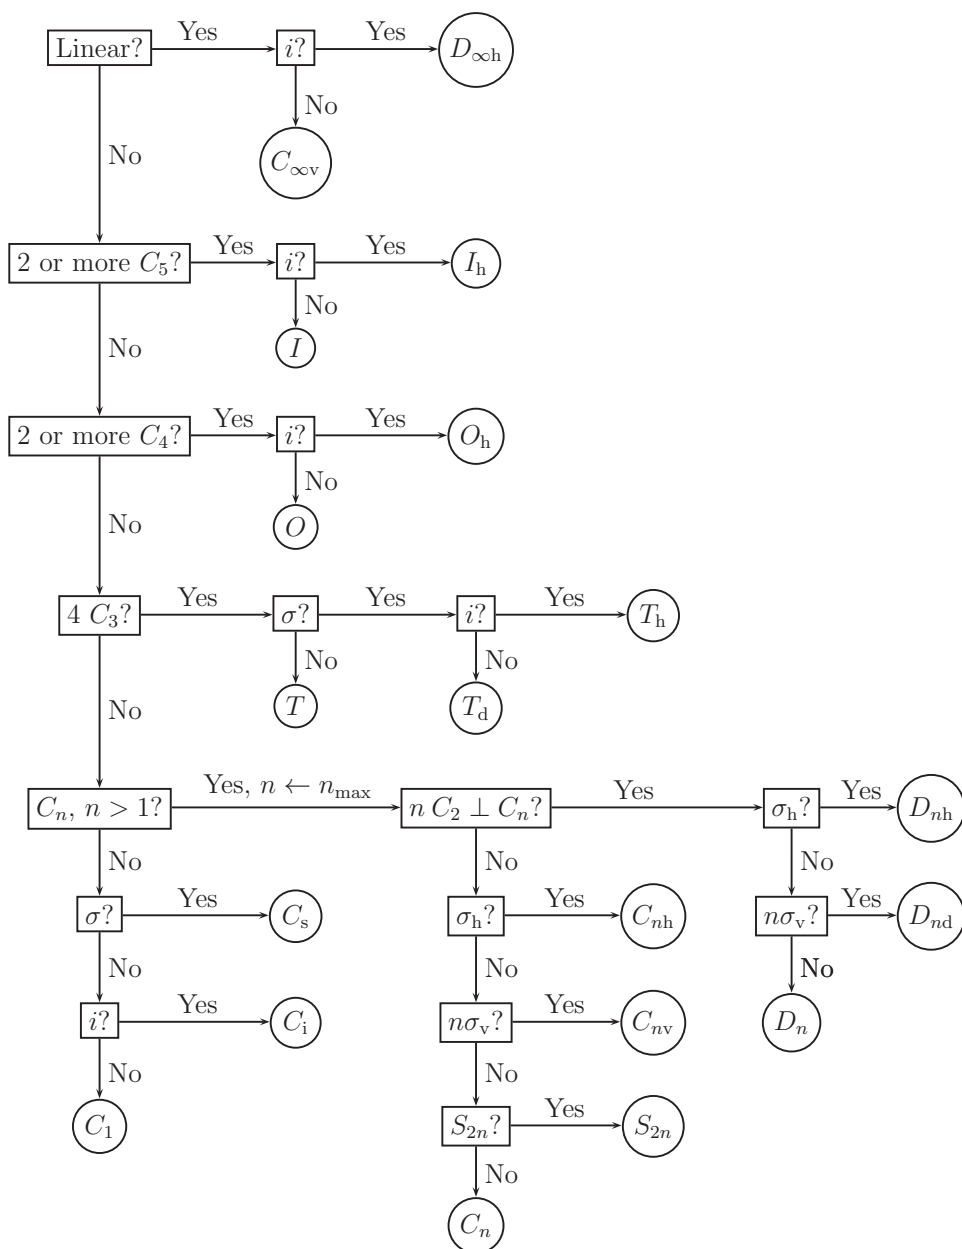 Linear? Yes i? Yes D∞h
No
No C∞v
2 or more C5? Yes i? Yes Ih
No
No I
2 or more C4? Yes i? Yes Oh
No
No O
4 C3? Yes σ? Yes i? Yes Th
No No
No T Td
Cn, n > 1? Yes, n ← nmax n C2 ⊥ Cn? Yes σh? Yes Dnh
No No No
σ? Yes Cs σh? Yes Cnh nσv? Yes Dnd
No No No
i? Yes Ci nσv? Yes Cnv Dn
No No
C1 S2n? Yes S2n
No
Cn